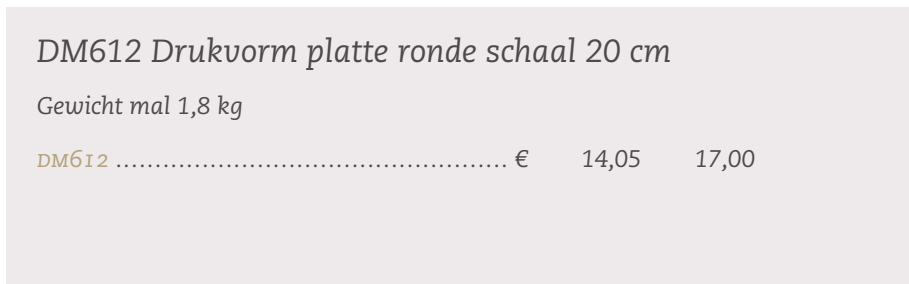 DM612 Drukvorm platte ronde schaal 20 cm
Gewicht mal 1,8 kg
DM612 .................................................. € 14,05 17,00